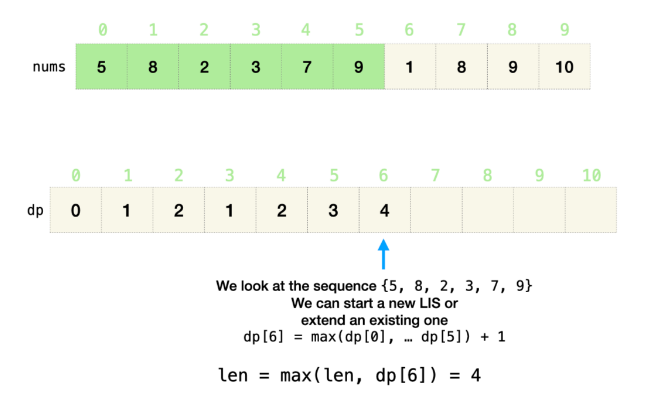 0 1 2 3 4 5 6 7 8 9
nums 5 8 2 3 7 9 1 8 9 10
0 1 2 3 4 5 6 7 8 9 10
dp 0 1 2 1 2 3 4
We look at the sequence {5, 8, 2, 3, 7, 9}
We can start a new LIS or
extend an existing one
dp[6] = max(dp[0], … dp[5]) + 1
len = max(len, dp[6]) = 4